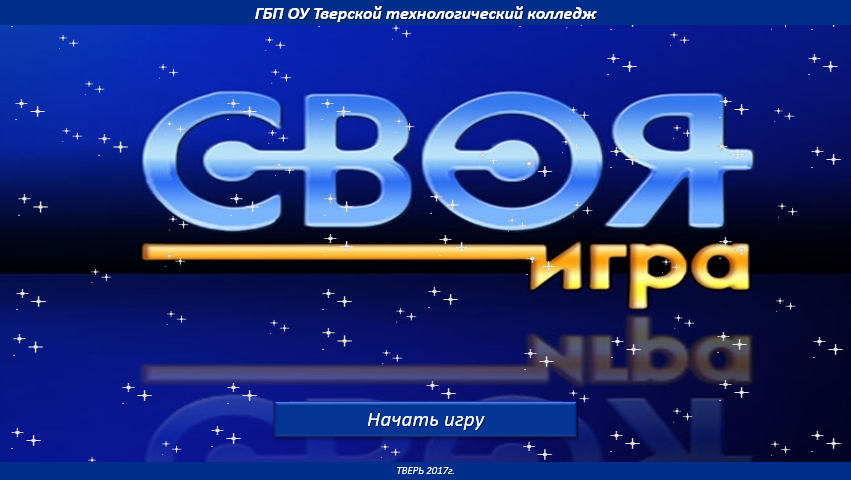 ГБП ОУ Тверской технологический колледж
СВОЯ
игра
Начать игру
ТВЕРЬ 2017г.